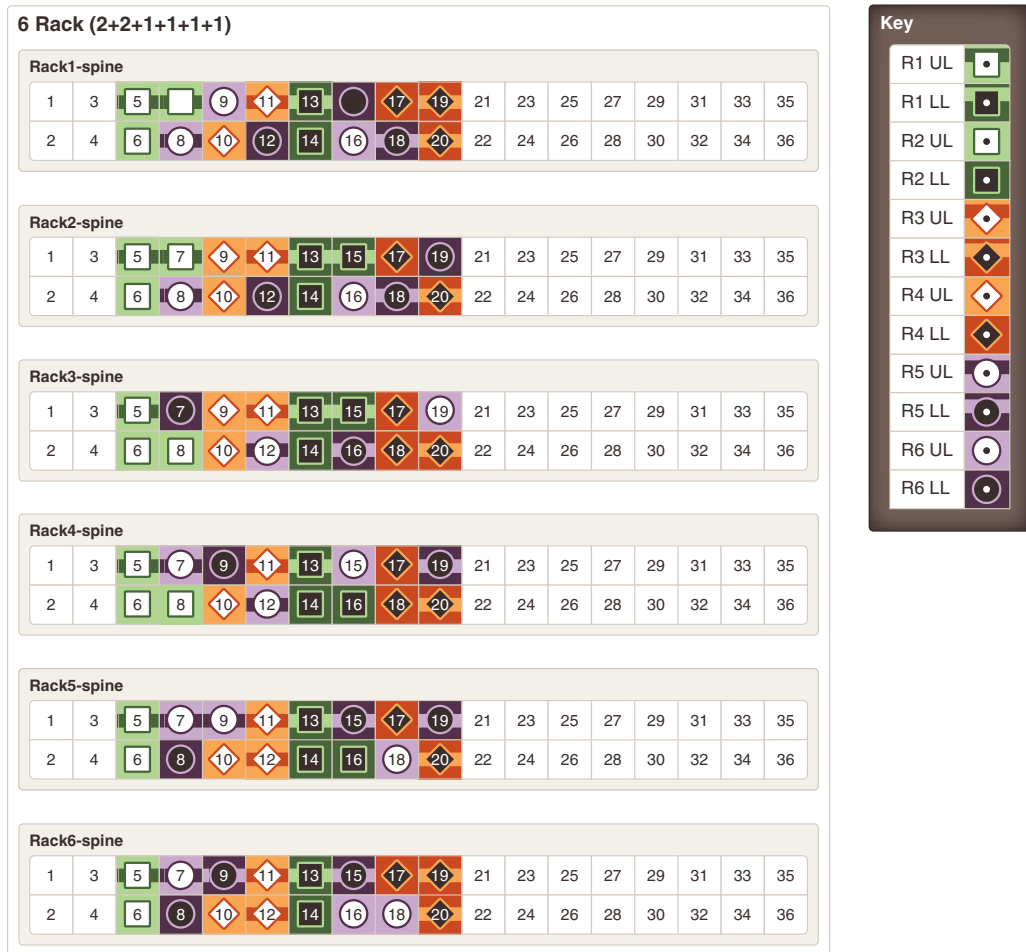 6 Rack (2+2+1+1+1+1)
Key
Rack1-spine
1 3 5 9 11 13 17 19 21 23 25 27 29 31 33 35
2 4 6 8 10 12 14 16 18 20 22 24 26 28 30 32 34 36
Rack2-spine
1 3 5 7 9 11 13 15 17 19 21 23 25 27 29 31 33 35
2 4 6 8 10 12 14 16 18 20 22 24 26 28 30 32 34 36
Rack3-spine
1 3 5 7 9 11 13 15 17 19 21 23 25 27 29 31 33 35
2 4 6 8 10 12 14 16 18 20 22 24 26 28 30 32 34 36
Rack4-spine
1 3 5 7 9 11 13 15 17 19 21 23 25 27 29 31 33 35
2 4 6 8 10 12 14 16 18 20 22 24 26 28 30 32 34 36
Rack5-spine
1 3 5 7 9 11 13 15 17 19 21 23 25 27 29 31 33 35
2 4 6 8 10 12 14 16 18 20 22 24 26 28 30 32 34 36
Rack6-spine
1 3 5 7 9 11 13 15 17 19 21 23 25 27 29 31 33 35
2 4 6 8 10 12 14 16 18 20 22 24 26 28 30 32 34 36
R1 UL
R1 LL
R2 UL
R2 LL
R3 UL
R3 LL
R4 UL
R4 LL
R5 UL
R5 LL
R6 UL
R6 LL